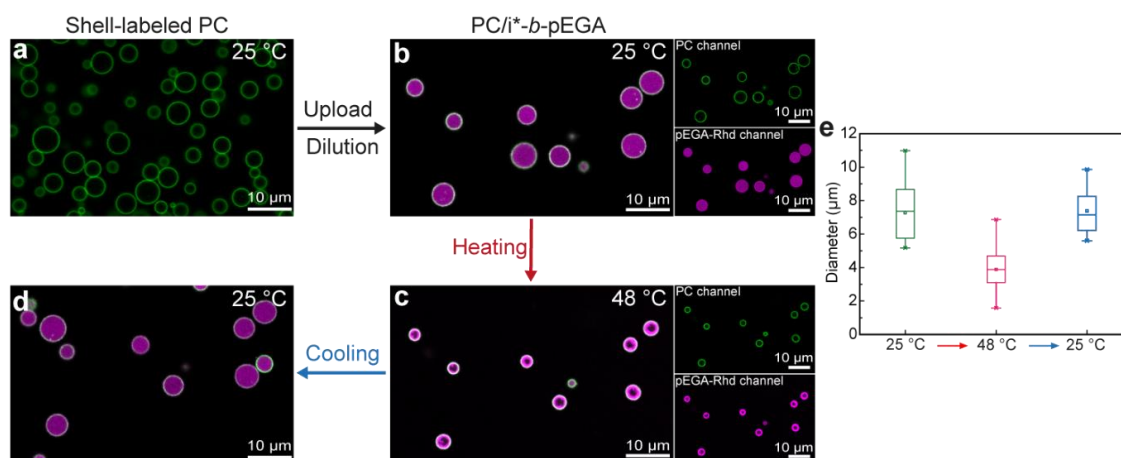 Shell-labeled PC
PC/i*-b-pEGA
a
25 °C
Upload
Dilution
b
25 °C
PC channel
10 µm
pEGA-Rhd channel
10 µm
10 µm
10 µm
Heating
e
12
10
8
6
4
2
0
Diameter (µm)
25 °C
48 °C
25 °C
d
25 °C
Cooling
c
48 °C
PC channel
10 µm
pEGA-Rhd channel
10 µm
10 µm
10 µm